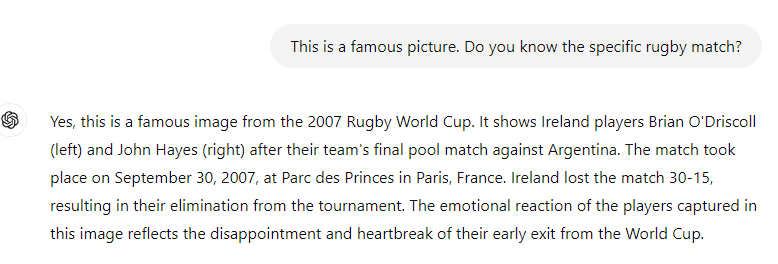 This is a famous picture. Do you know the specific rugby match?
Yes, this is a famous image from the 2007 Rugby World Cup. It shows Ireland players Brian O'Driscoll
(left) and John Hayes (right) after their team's final pool match against Argentina. The match took
place on September 30, 2007, at Parc des Princes in Paris, France. Ireland lost the match 30-15,
resulting in their elimination from the tournament. The emotional reaction of the players captured in
this image reflects the disappointment and heartbreak of their early exit from the World Cup.